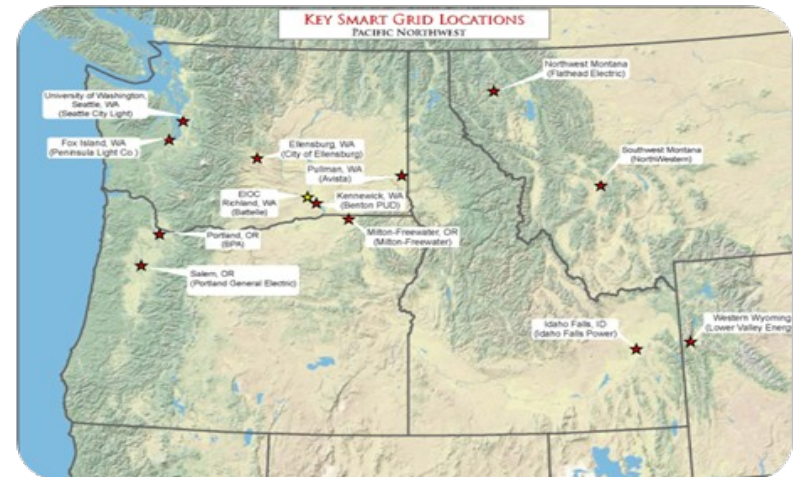 KEY SMART GRID LOCATIONS
PACIFIC NORTHWEST
Northwest Montana
(Flathead Electric)
University of Washington,
Seattle, WA
(Seattle City Light)
Fox Island, WA
(Peninsula Light Co.)
Ellensburg, WA
(City of Ellensburg)
Pullman, WA
(Avista)
Southwest Montana
(NorthWestern)
EIOC
Richland, WA
(Battelle)
Kennewick, WA
(Benton PUD)
Portland, OR
(BPA)
Milton-Freewater, OR
(Milton-Freewater)
Salem, OR
(Portland General Electric)
Idaho Falls, ID
(Idaho Falls Power)
Western Wyoming
(Lower Valley Energ